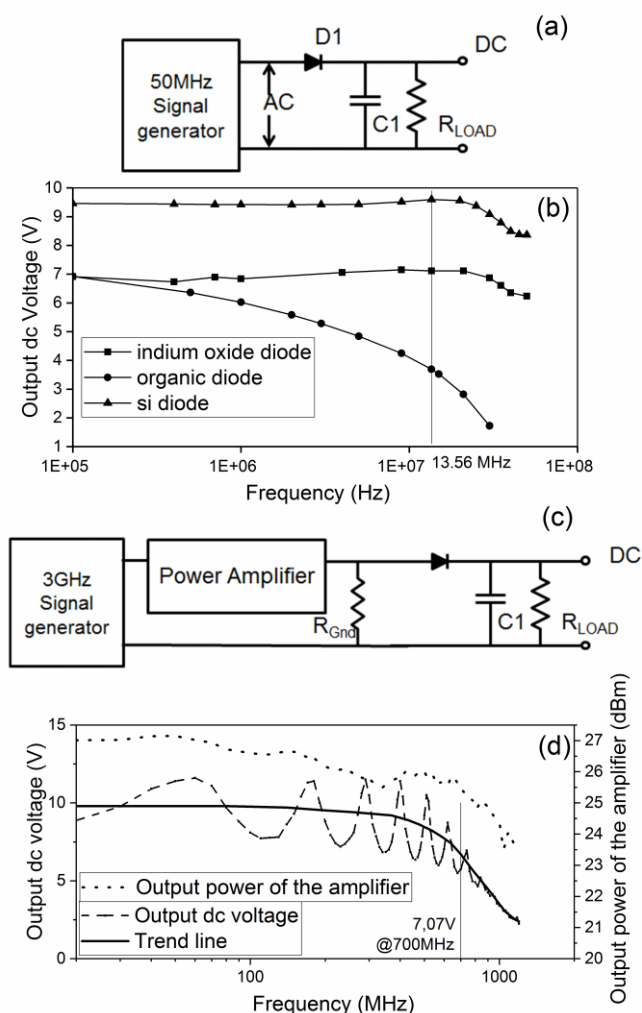 (a)
D1
DC
50MHz
Signal
generator
AC
C1
R_LOAD
(b)
Output dc Voltage (V)
10
9
8
7
6
5
4
3
2
1
indium oxide diode
organic diode
si diode
13.56 MHz
1E+05
1E+06
1E+07
1E+08
Frequency (Hz)
(c)
DC
3GHz
Signal
generator
Power Amplifier
R_Gnd
C1
R_LOAD
(d)
Output dc voltage (V)
15
10
5
0
Output power of the amplifier
Output dc voltage
Trend line
7,07V
@700MHz
27
26
25
24
23
22
21
20
Output power of the amplifier (dBm)
100
1000
Frequency (MHz)